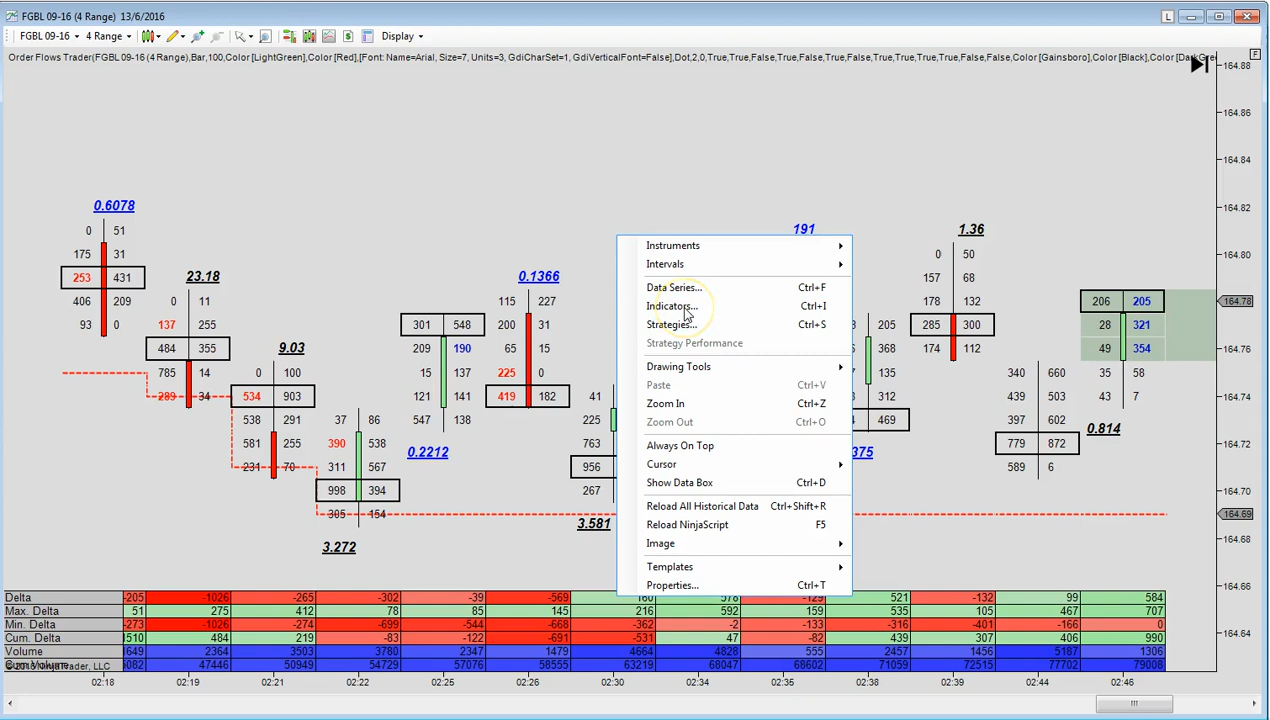 FGBL 09-16 (4 Range)  13/6/2016
L
FGBL 09-16 4 Range Display
Order Flows Trader(FGBL 09-16 (4 Range),Bar,100,Color [LightGreen],Color [Red],[Font: Name=Arial, Size=7, Units=3, GdiCharSet=1, GdiVerticalFont=False],Dot,2,0,True,True,False,True,False,True,False,True,True,True,True,False,False,Color [Gainsboro],Color [Black],Color [DarkGre
F
164.88
164.86
164.84
164.82
164.80
164.78
164.76
164.74
164.72
164.70
164.69
164.68
164.66
164.64
0.6078
0 51
175 31
253 431
406 209
93 0
23.18
0 11
137 255
484 355
785 14
289 34
9.03
0 100
534 903
538 291
581 255
231 70
37 86
390 538
311 567
998 394
305 154
3.272
301 548
209 190
15 137
121 141
547 138
0.2212
0.1366
115 227
200 31
65 15
225 0
419 182
41
225
763
956
267
3.581
191
205
368
143
312
469
375
1.36
0 50
157 68
178 132
285 300
174 112
340 660
439 503
397 602
779 872
589 6
206 205
28 321
49 354
35 58
43 7
0.814
Instruments
Intervals
Data Series... Ctrl+F
Indicators... Ctrl+I
Strategies... Ctrl+S
Strategy Performance
Drawing Tools
Paste Ctrl+V
Zoom In Ctrl+Z
Zoom Out Ctrl+O
Always On Top
Cursor
Show Data Box Ctrl+D
Reload All Historical Data Ctrl+Shift+R
Reload NinjaScript F5
Image
Templates
Properties... Ctrl+T
Delta -205 -1026 -266 -302 -39 -569 160 578 -129 521 -132 99 584
Max. Delta 51 275 412 78 85 145 216 592 159 535 105 467 707
Min. Delta -273 -1026 -274 -699 -544 -668 -362 -2 -133 -316 -401 -166 0
Cum. Delta 1510 484 219 -83 -122 -691 -531 47 -82 439 307 406 990
Volume 1649 2364 3503 3780 2347 1479 4664 4828 555 2457 1456 5187 1306
5082 47446 50949 54729 57076 58555 63219 68047 68602 71059 72515 77702 79008
02:18 02:19 02:21 02:22 02:25 02:26 02:30 02:34 02:35 02:38 02:39 02:44 02:46